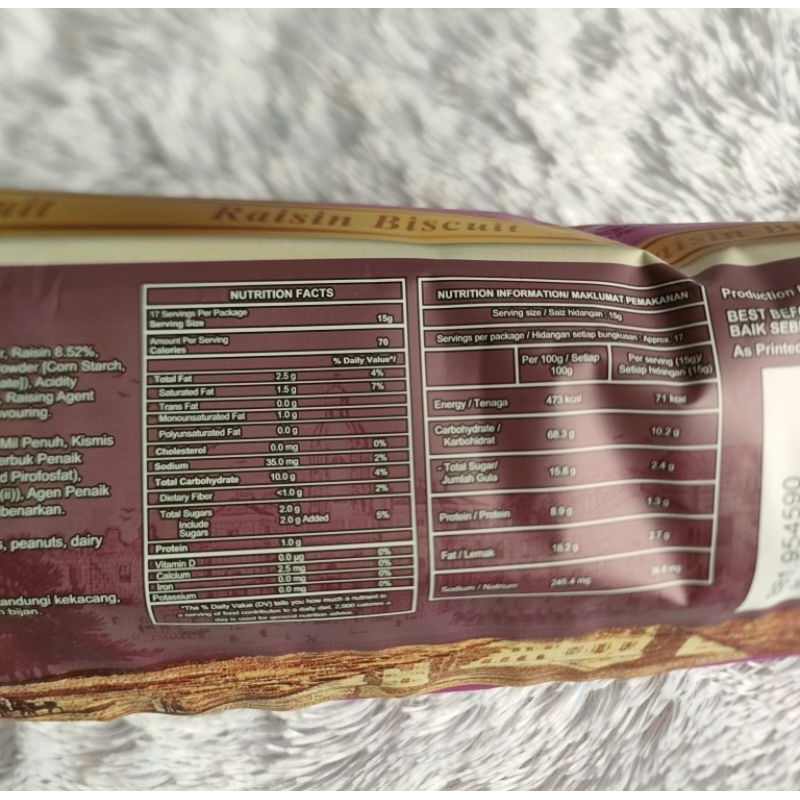 Raisin Biscuit
r, Raisin 8.52%,
owder [Corn Starch,
ate]), Acidity
, Raising Agent
vouring.
Mil Penuh, Kismis
erbuk Penaik
d Pirofosfat),
(ii)), Agen Penaik
benarkan.
s, peanuts, dairy
andungi kekacang,
bijan.
NUTRITION FACTS
17 Servings Per Package
Serving Size 15g
Amount Per Serving
Calories 70
% Daily Value*/
Total Fat 2.5 g 4%
Saturated Fat 1.5 g 7%
Trans Fat 0.0 g
Monounsaturated Fat 1.0 g
Polyunsaturated Fat 0.0 g
Cholesterol 0.0 mg 0%
Sodium 35.0 mg 2%
Total Carbohydrate 10.0 g 4%
Dietary Fiber <1.0 g 2%
Total Sugars 2.0 g
Include 2.0 g Added 5%
Sugars
Protein 1.0 g
Vitamin D 0.0 µg 0%
Calcium 2.5 mg 0%
Iron 0.0 mg 0%
Potassium 0.0 mg 0%
*The % Daily Value (DV) tells you how much a nutrient in
a serving of food contributes to a daily diet. 2,000 calories a
day is used for general nutrition advice.
NUTRITION INFORMATION/ MAKLUMAT PEMAKANAN
Serving size / Saiz hidangan : 15g
Servings per package / Hidangan setiap bungkusan : Approx. 17
Per 100g / Setiap 100g
Per serving (15g)/ Setiap hidangan (15g)
Energy / Tenaga 473 kcal 71 kcal
Carbohydrate / Karbohidrat 68.3 g 10.2 g
- Total Sugar/ Jumlah Gula 15.8 g 2.4 g
Protein / Protein 8.9 g 1.3 g
Fat / Lemak 18.2 g 2.7 g
Sodium / Natrium 245.4 mg
Production
BEST BEF
BAIK SEB
As Printed